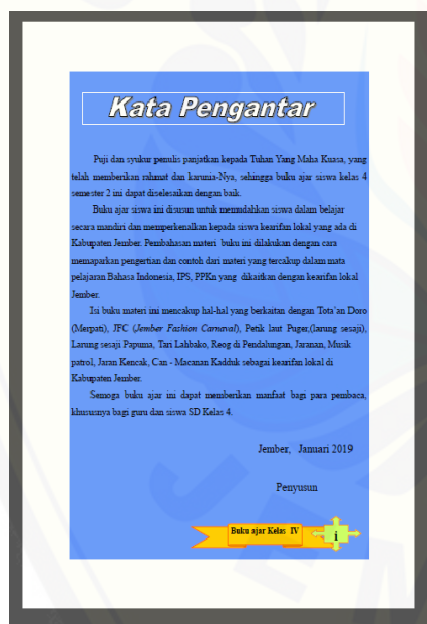 Kata Pengantar
Puji dan syukur penulis panjatkan kepada Tuhan Yang Maha Kuasa, yang
telah memberikan rahmat dan karunia-Nya, sehingga buku ajar siswa kelas 4
semester 2 ini dapat diselesaikan dengan baik.
Buku ajar siswa ini disusun untuk memudahkan siswa dalam belajar
secara mandiri dan memperkenalkan kepada siswa kearifan lokal yang ada di
Kabupaten Jember. Pembahasan materi buku ini dilakukan dengan cara
memaparkan pengertian dan contoh dari materi yang tercakup dalam mata
pelajaran Bahasa Indonesia, IPS, PPKn yang dikaitkan dengan kearifan lokal
Jember.
Isi buku materi ini mencakup hal-hal yang berkaitan dengan Tota'an Doro
(Merpati), JFC (Jember Fashion Carneval), Petik laut Puger,(larung sesaji),
Larung sesaji Papuma, Tari Lahbako, Reog di Pendalungan, Jaranan, Musik
patrol, Jaran Kencak, Can - Macanan Kadduk sebagai kearifan lokal di
Kabupaten Jember.
Semoga buku ajar ini dapat memberikan manfaat bagi para pembaca,
khususnya bagi guru dan siswa SD Kelas 4.
Jember, Januari 2019
Penyusun
Buku ajar Kelas IV
i